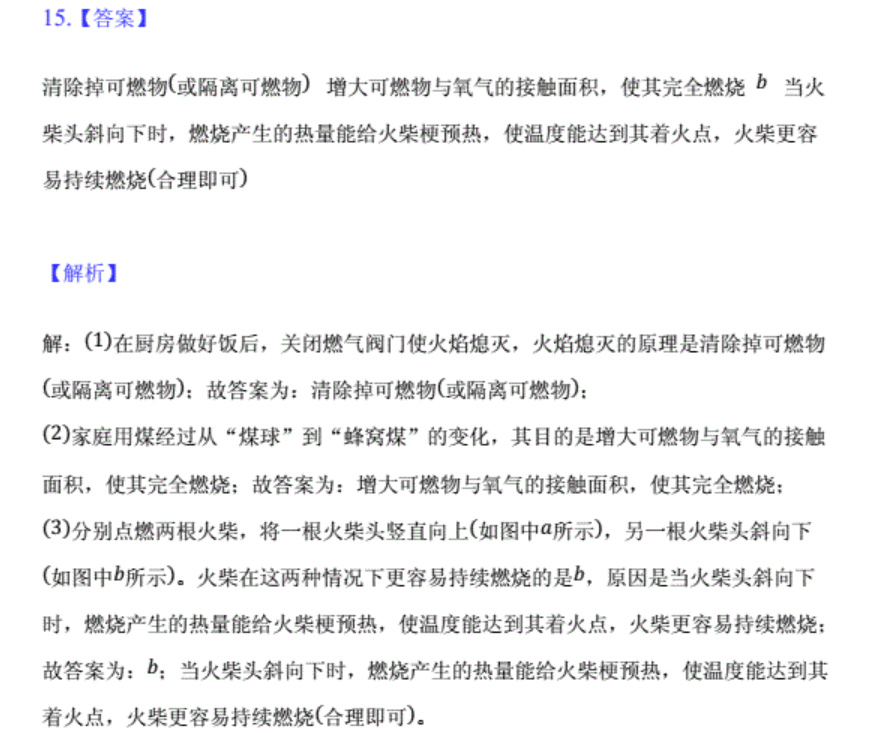 15.【答案】
清除掉可燃物(或隔离可燃物) 增大可燃物与氧气的接触面积，使其完全燃烧 b 当火
柴头斜向下时，燃烧产生的热量能给火柴梗预热，使温度能达到其着火点，火柴更容
易持续燃烧(合理即可)
【解析】
解：(1)在厨房做好饭后，关闭燃气阀门使火焰熄灭，火焰熄灭的原理是清除掉可燃物
(或隔离可燃物)；故答案为：清除掉可燃物(或隔离可燃物)；
(2)家庭用煤经过从“煤球”到“蜂窝煤”的变化，其目的是增大可燃物与氧气的接触
面积，使其完全燃烧；故答案为：增大可燃物与氧气的接触面积，使其完全燃烧；
(3)分别点燃两根火柴，将一根火柴头竖直向上(如图中a所示)，另一根火柴头斜向下
(如图中b所示)。火柴在这两种情况下更容易持续燃烧的是b，原因是当火柴头斜向下
时，燃烧产生的热量能给火柴梗预热，使温度能达到其着火点，火柴更容易持续燃烧；
故答案为：b；当火柴头斜向下时，燃烧产生的热量能给火柴梗预热，使温度能达到其
着火点，火柴更容易持续燃烧(合理即可)。